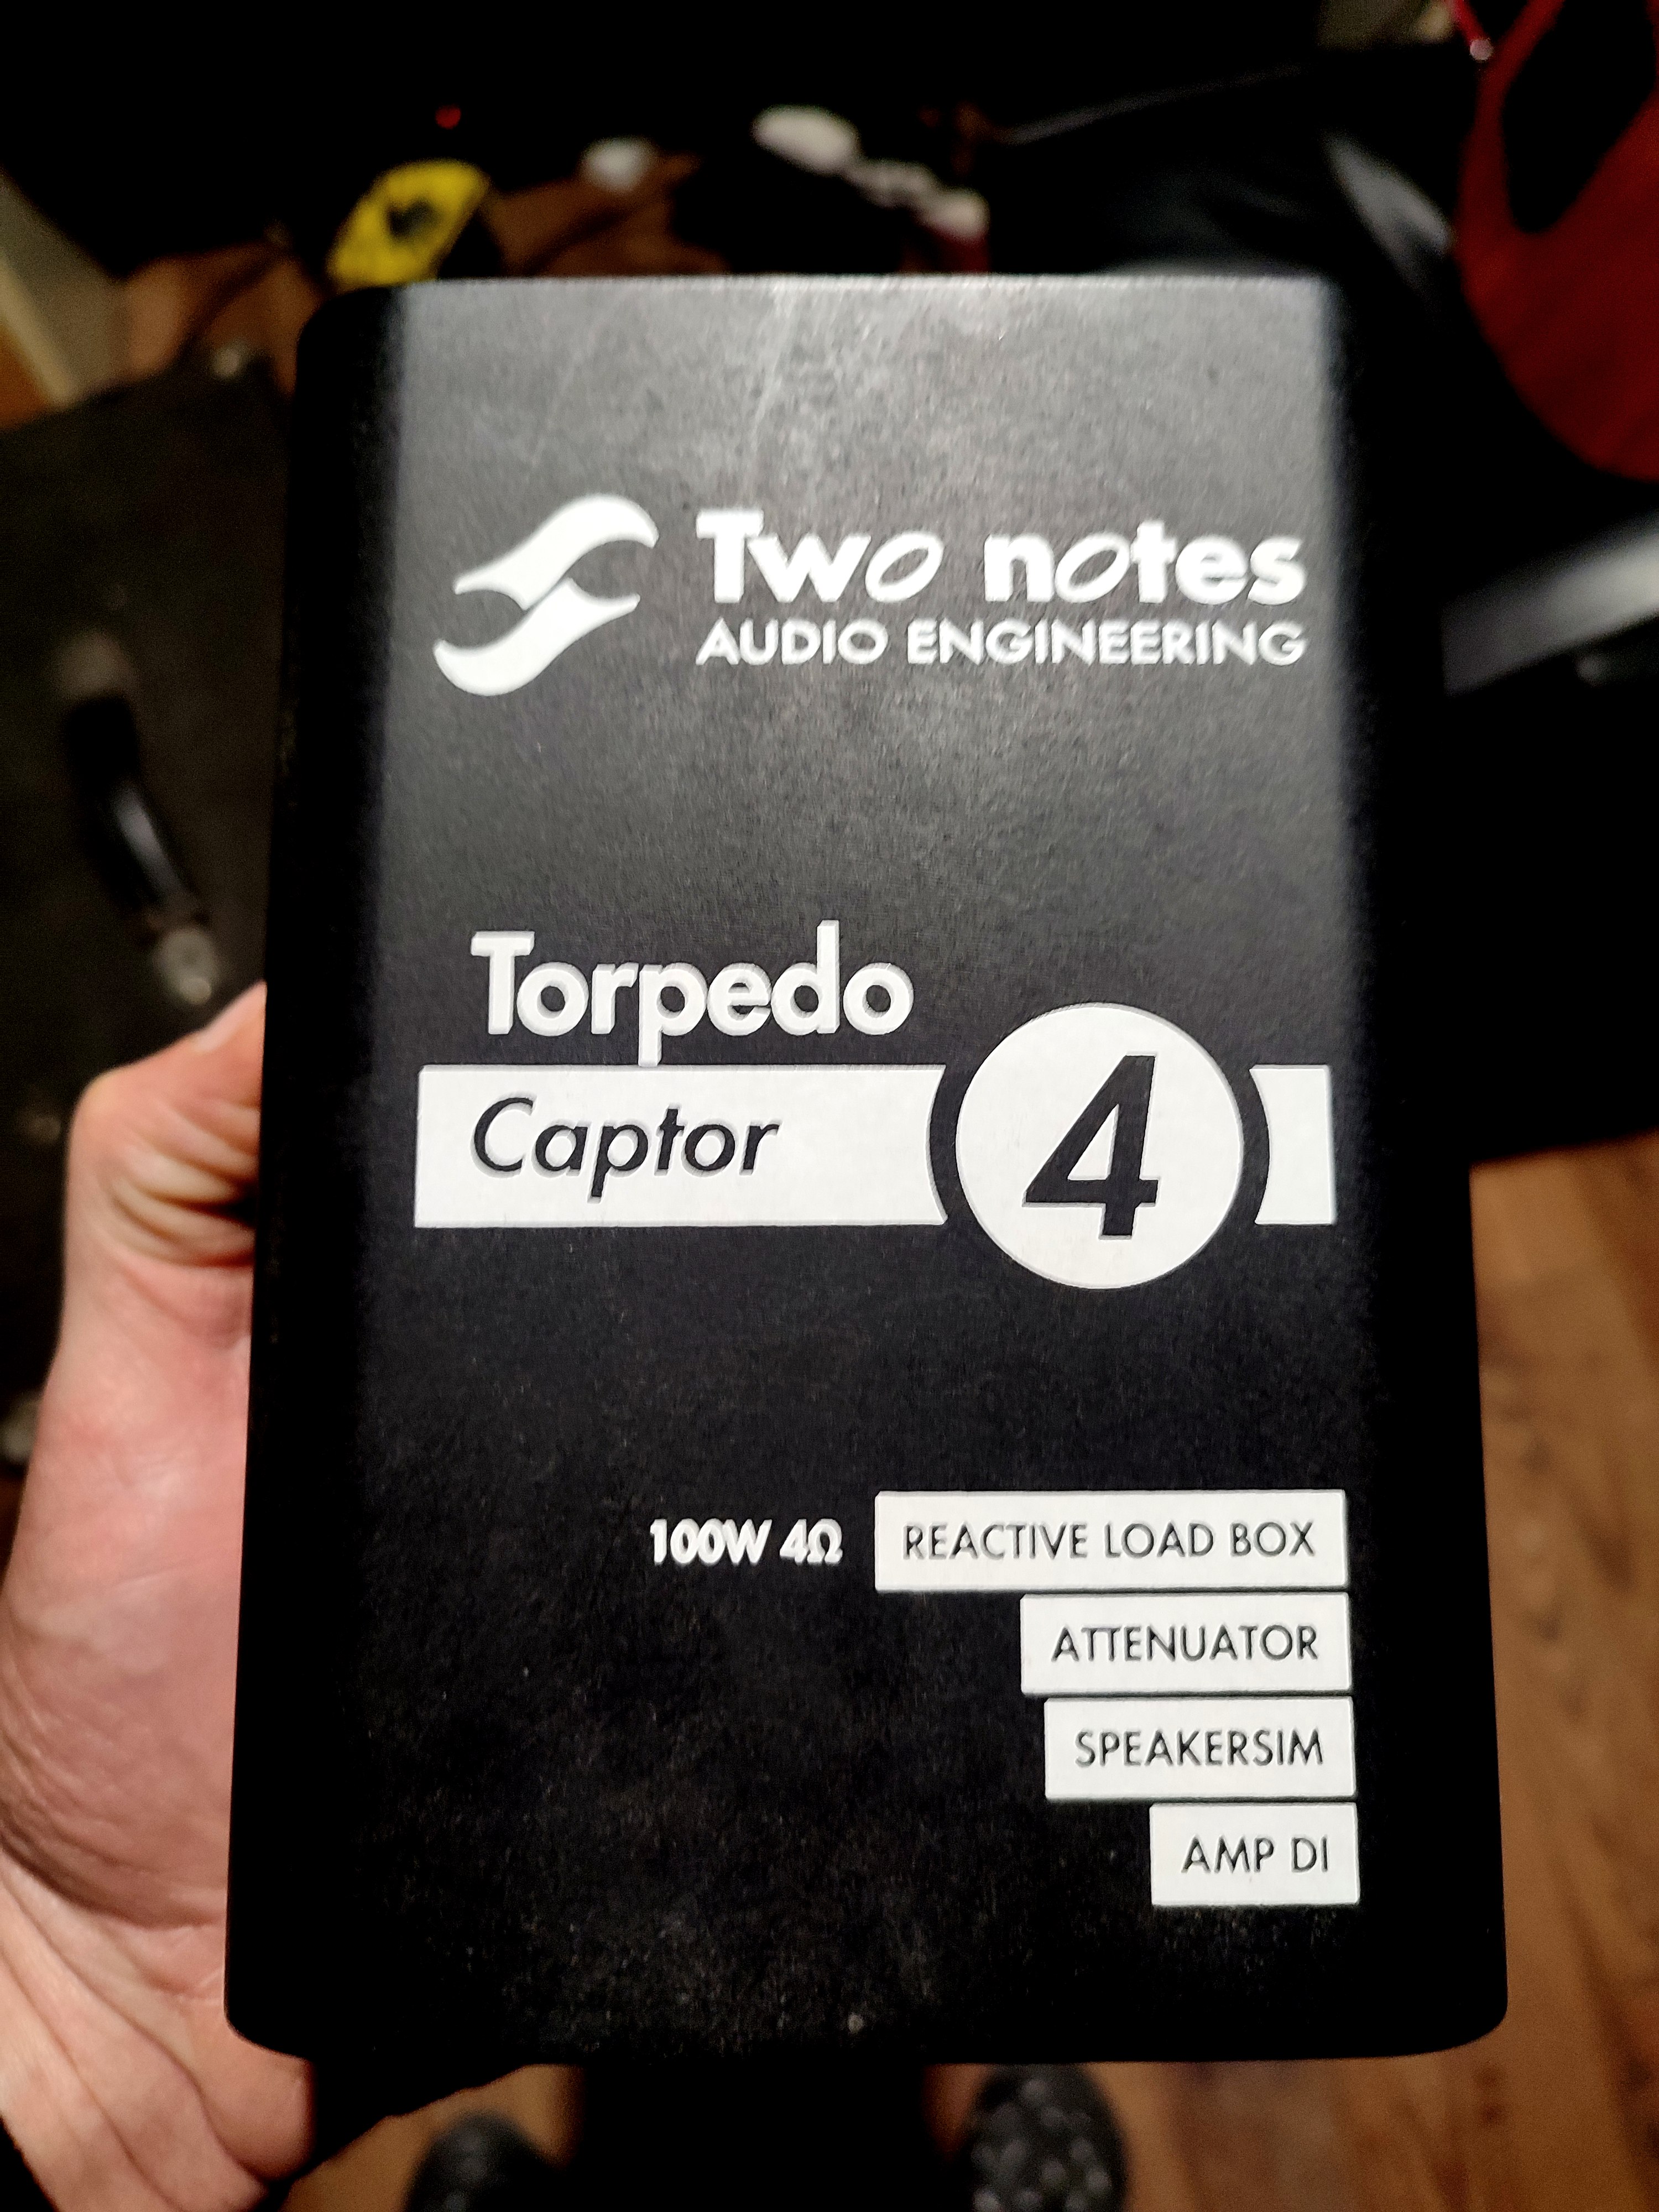 Two notes
AUDIO ENGINEERING
Torpedo
Captor 4
100W 4Ω REACTIVE LOAD BOX
ATTENUATOR
SPEAKERSIM
AMP DI